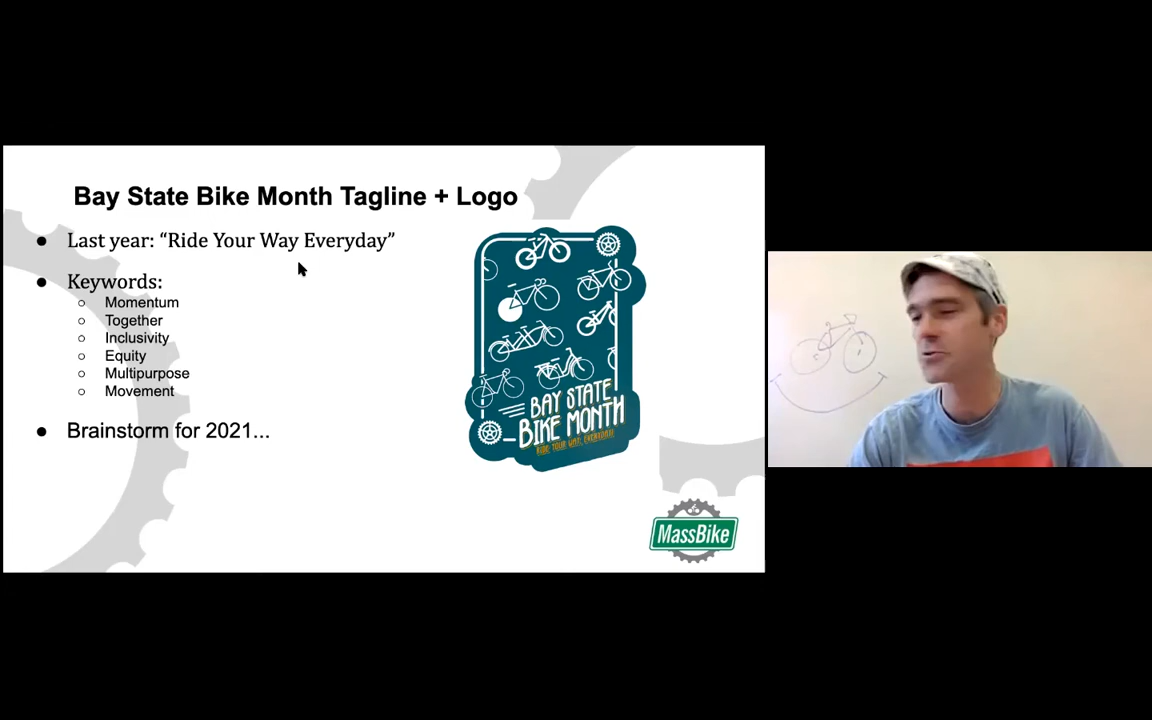 Bay State Bike Month Tagline + Logo
● Last year: “Ride Your Way Everyday”
● Keywords:
○ Momentum
○ Together
○ Inclusivity
○ Equity
○ Multipurpose
○ Movement
● Brainstorm for 2021...
BAY STATE
BIKE MONTH
RIDE YOUR WAY EVERYDAY
MassBike